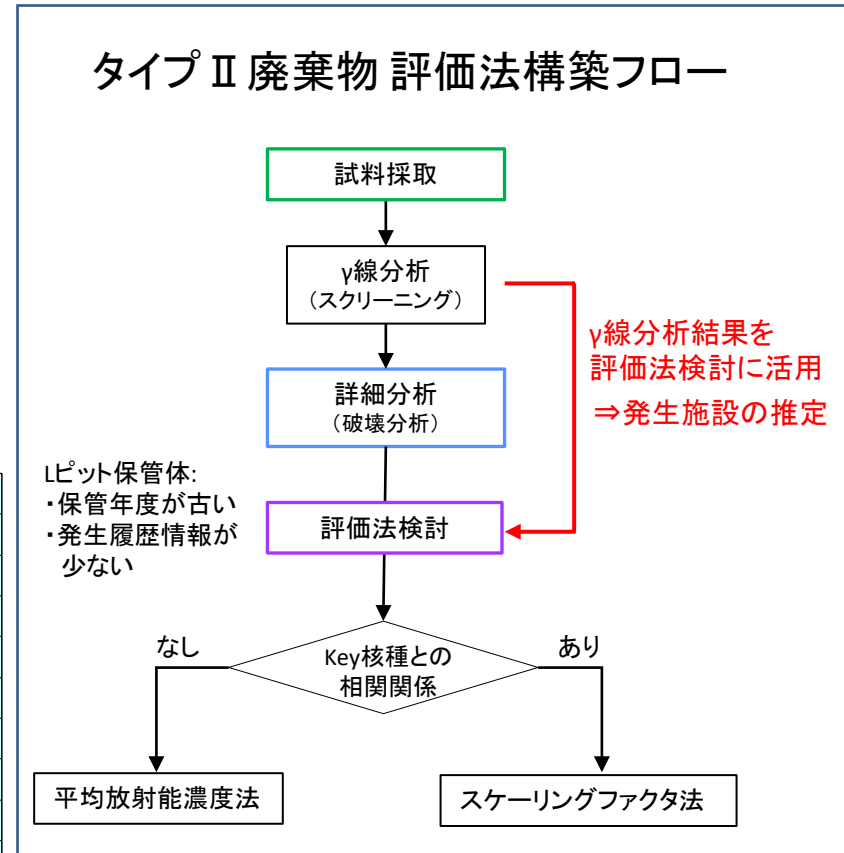 タイプⅡ廃棄物 評価法構築フロー
試料採取
γ線分析
（スクリーニング）
γ線分析結果を
評価法検討に活用
⇒発生施設の推定
詳細分析
（破壊分析）
Lピット保管体:
・保管年度が古い
・発生履歴情報が
少ない
評価法検討
なし
Key核種との
相関関係
あり
平均放射能濃度法
スケーリングファクタ法